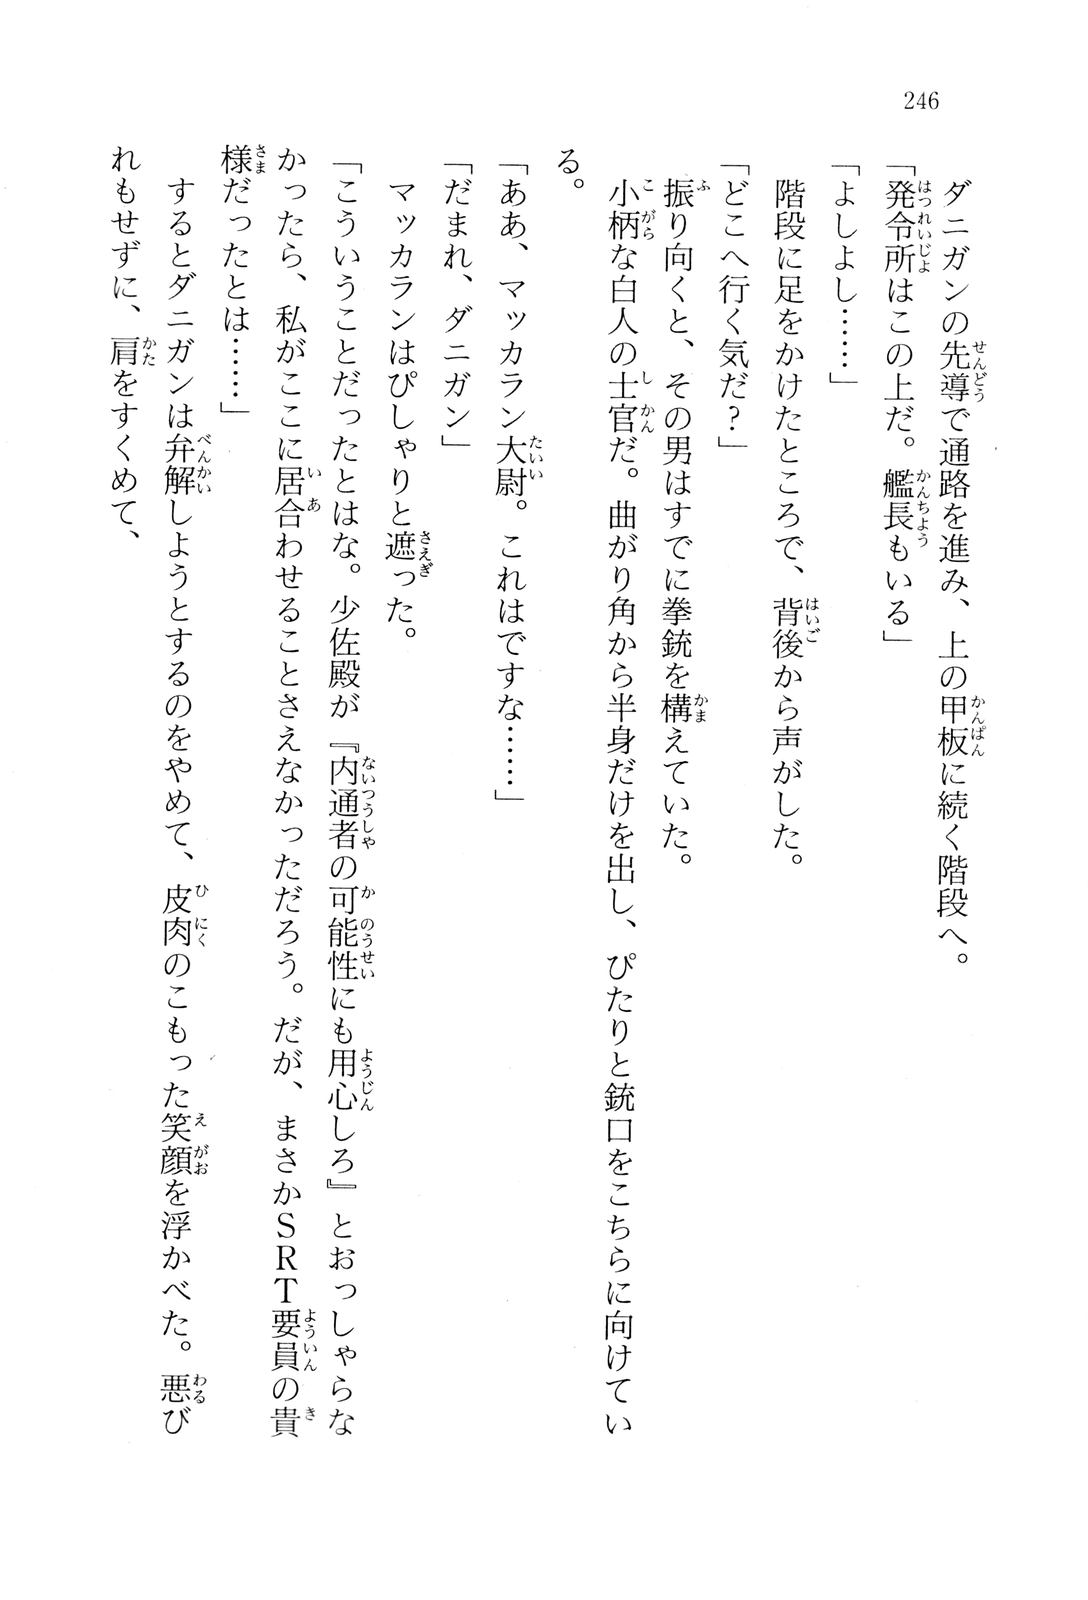 246
ダニガンの先導で通路を進み、上の甲板に続く階段へ。
「発令所はこの上だ。艦長もいる」
「よしよし……」
階段に足をかけたところで、背後から声がした。
「どこへ行く気だ？」
振り向くと、その男はすでに拳銃を構えていた。
小柄な白人の士官だ。曲がり角から半身だけを出し、ぴたりと銃口をこちらに向けてい
る。
「ああ、マッカラン大尉。これはですな……」
「だまれ、ダニガン」
マッカランはぴしゃりと遮った。
「こういうことだったとはな。少佐殿が『内通者の可能性にも用心しろ』とおっしゃらな
かったら、私がここに居合わせることさえなかっただろう。だが、まさかＳＲＴ要員の貴
様だったとは……」
するとダニガンは弁解しようとするのをやめて、皮肉のこもった笑顔を浮かべた。悪び
れもせずに、肩をすくめて、